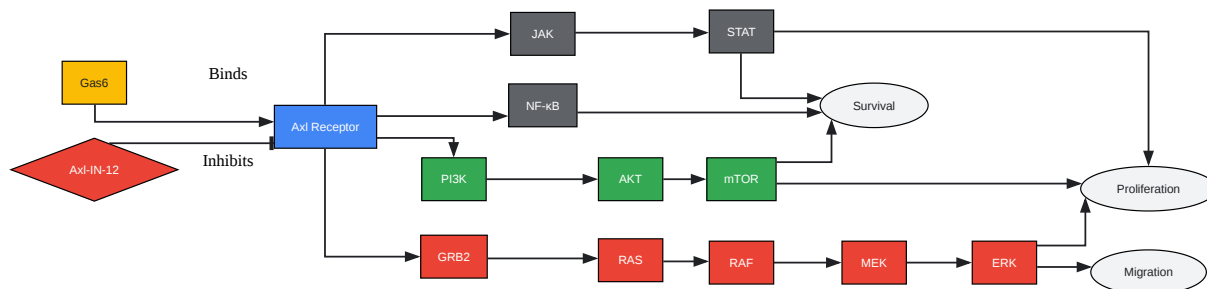 JAK
STAT
Binds
Gas6
NF-κB
Survival
Axl Receptor
Inhibits
Axl-IN-12
PI3K
AKT
mTOR
Proliferation
GRB2
RAS
RAF
MEK
ERK
Migration